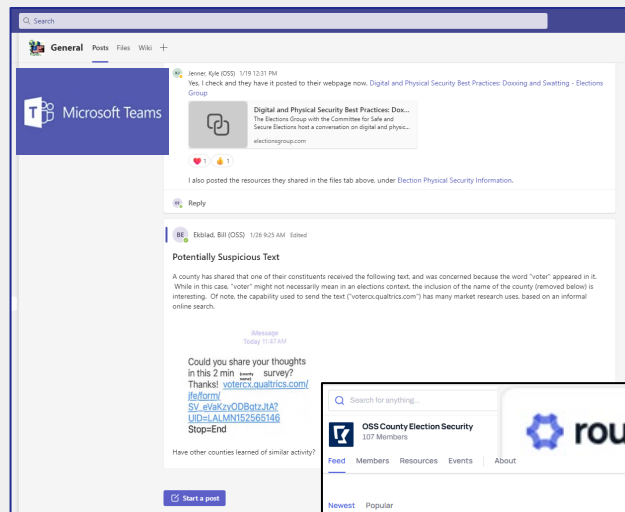 Search
General Posts Files Wiki +
Microsoft Teams
Jenner, Kyle (OSS) 1/19 12:31 PM
Yes, I check and they have it posted to their webpage now. Digital and Physical Security Best Practices: Doxxing and Swatting - Elections
Group
Digital and Physical Security Best Practices: Dox...
The Elections Group with the Committee for Safe and
Secure Elections host a conversation on digital and physic...
electionsgroup.com
1 1
I also posted the resources they shared in the files tab above, under Election Physical Security Information.
Reply
BE Ekblad, Bill (OSS) 1/26 9:25 AM Edited
Potentially Suspicious Text
A county has shared that one of their constituents received the following text, and was concerned because the word "voter" appeared in it.
While in this case, "voter" might not necessarily mean in an elections context, the inclusion of the name of the county (removed below) is
interesting. Of note, the capability used to send the text ("votercx.qualtrics.com") has many market research uses, based on an informal
online search.
iMessage
Today 11:47 AM
Could you share your thoughts
in this 2 min [county name] survey?
Thanks! votercx.qualtrics.com/
jfe/form/
SV_eVaKzyODBgtzJtA?
UID=LALMN152565146
Stop=End
Have other counties learned of similar activity?
Start a post
Search for anything...
OSS County Election Security
107 Members
rou
Feed Members Resources Events About
Newest Popular